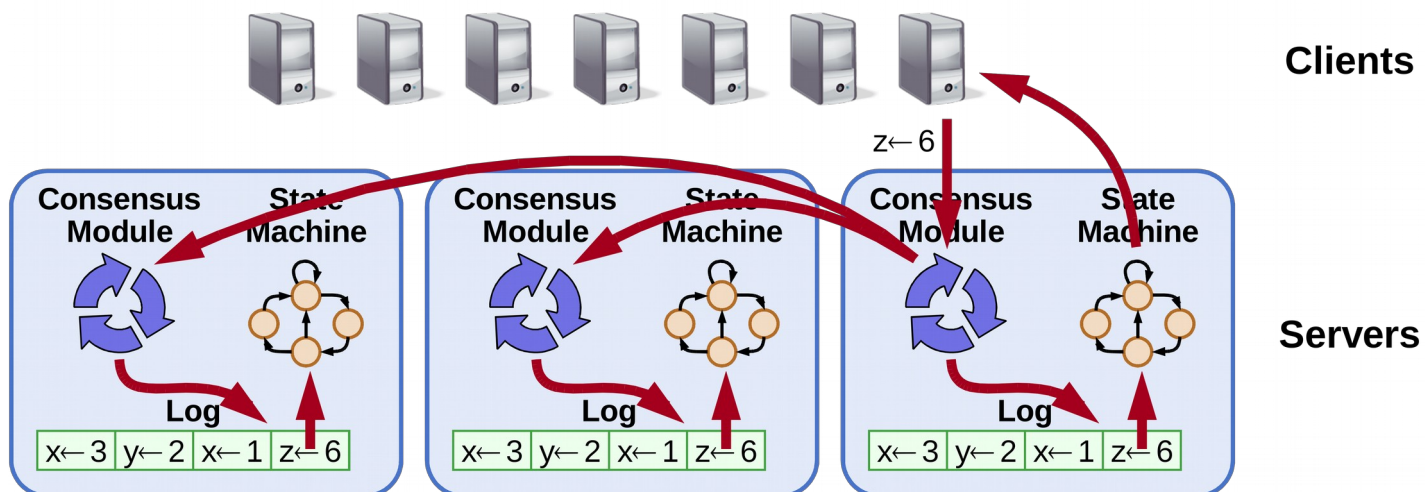 Clients
z←6
Consensus
Module
State
Machine
Consensus
Module
State
Machine
Consensus
Module
State
Machine
Servers
Log
x←3 y←2 x←1 z←6
Log
x←3 y←2 x←1 z←6
Log
x←3 y←2 x←1 z←6